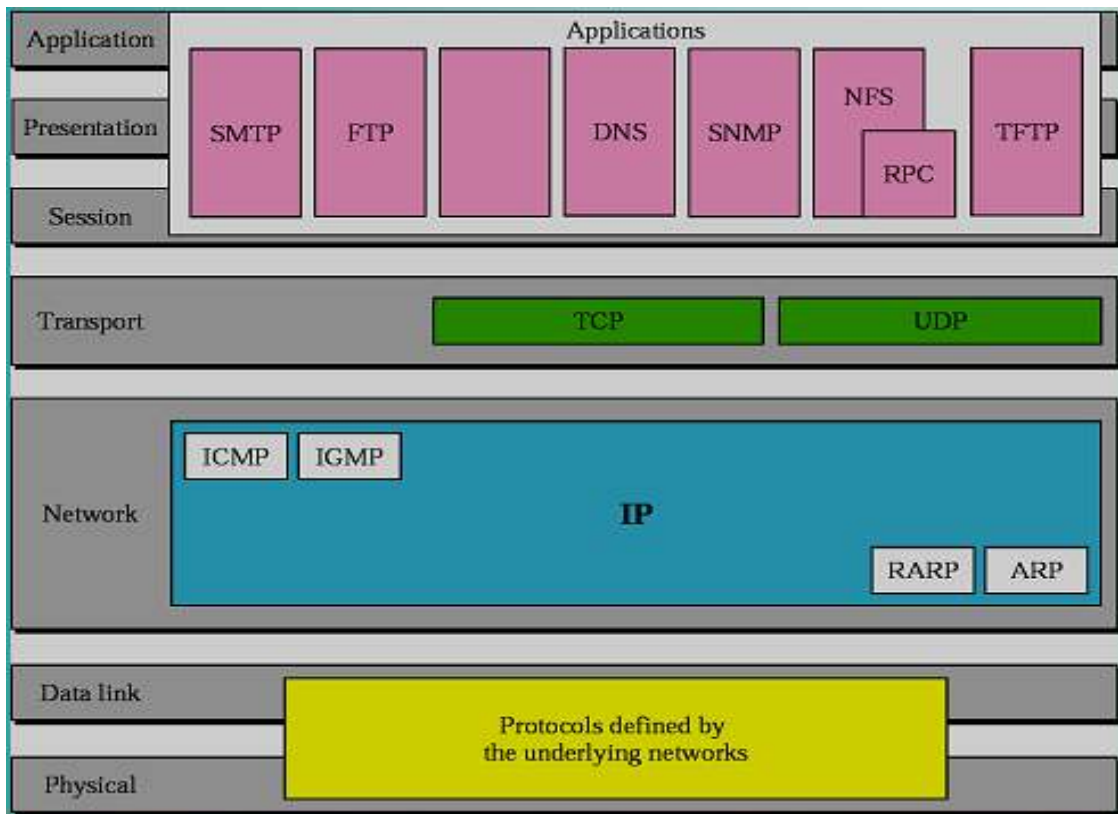 Application
Applications
Presentation
SMTP
FTP
DNS
SNMP
NFS
RPC
TFTP
Session
Transport
TCP
UDP
Network
ICMP
IGMP
IP
RARP
ARP
Data link
Protocols defined by
the underlying networks
Physical